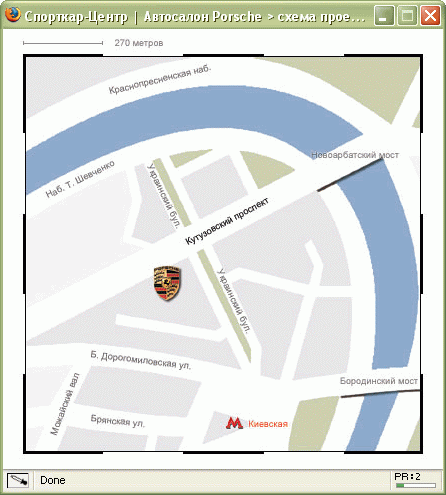 Спорткар-Центр | Автосалон Porsche > схема прое...
270 метров
Краснопресненская наб.
Новоарбатский мост
Наб. Т. Шевченко
Украинский бул.
Кутузовский проспект
Украинский бул.
Б. Дорогомиловская ул.
Бородинский мост
Можайский вал
Брянская ул.
Киевская
Done
PR:2